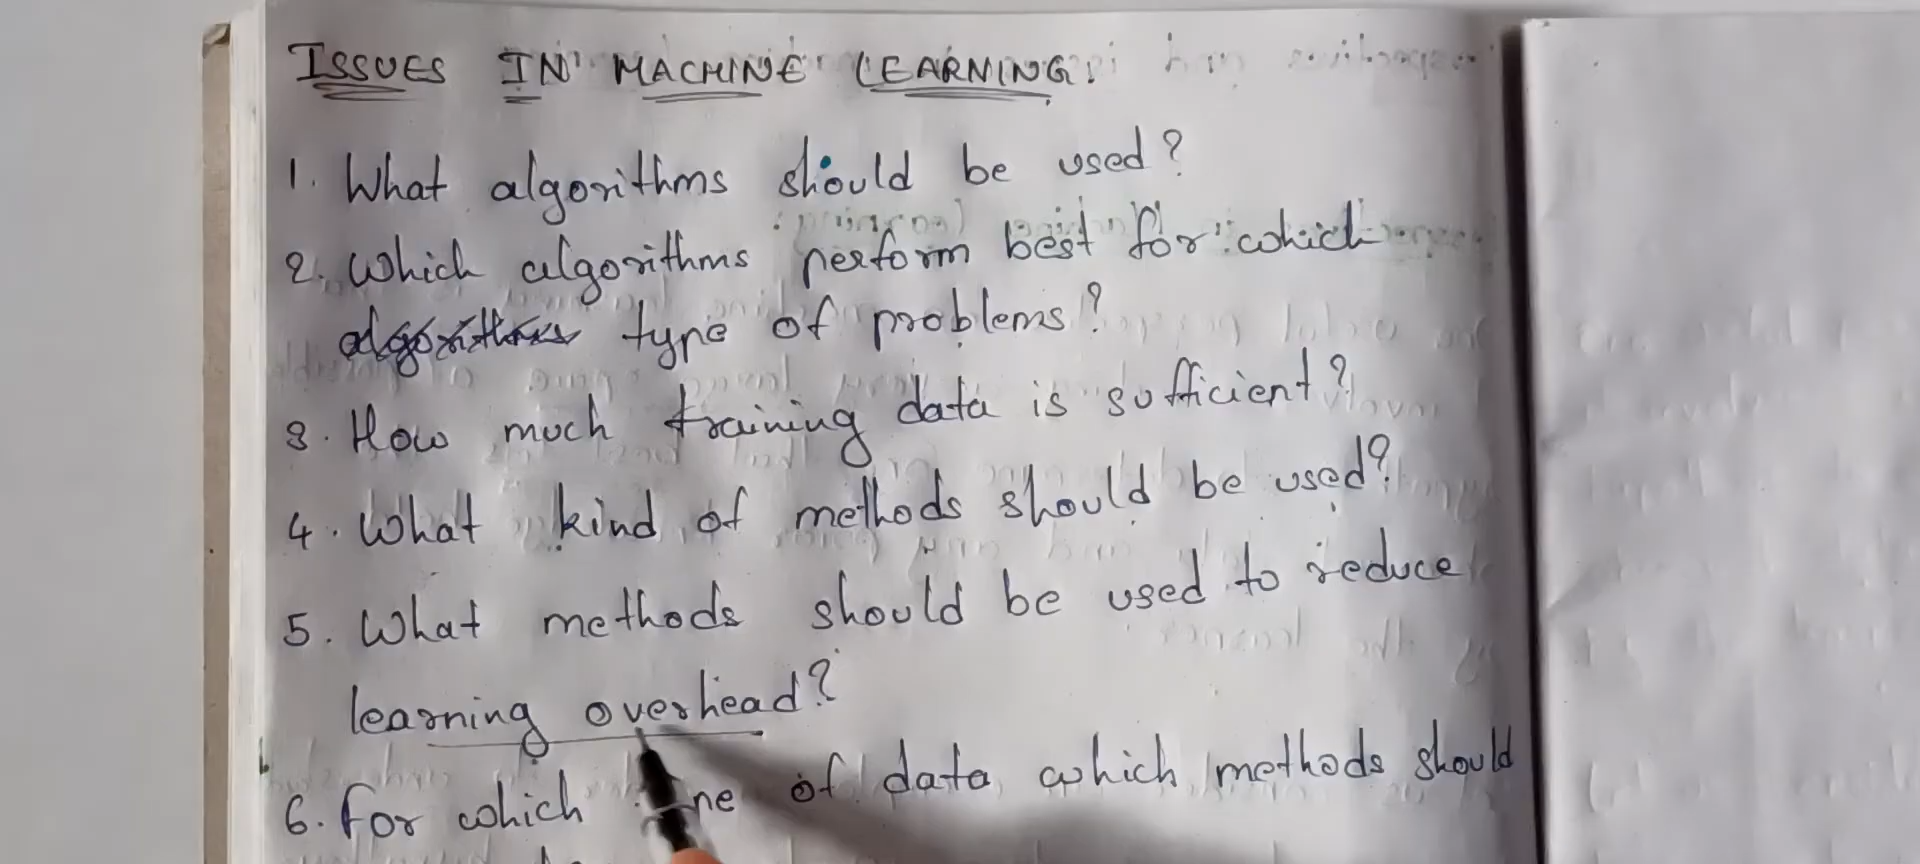 ISSUES IN MACHINE LEARNING:
1. What algorithms should be used?
2. Which algorithms perform best for which
algorithms type of problems?
3. How much training data is sufficient?
4. What kind of methods should be used?
5. What methods should be used to reduce
learning overhead?
6. For which of data which methods should